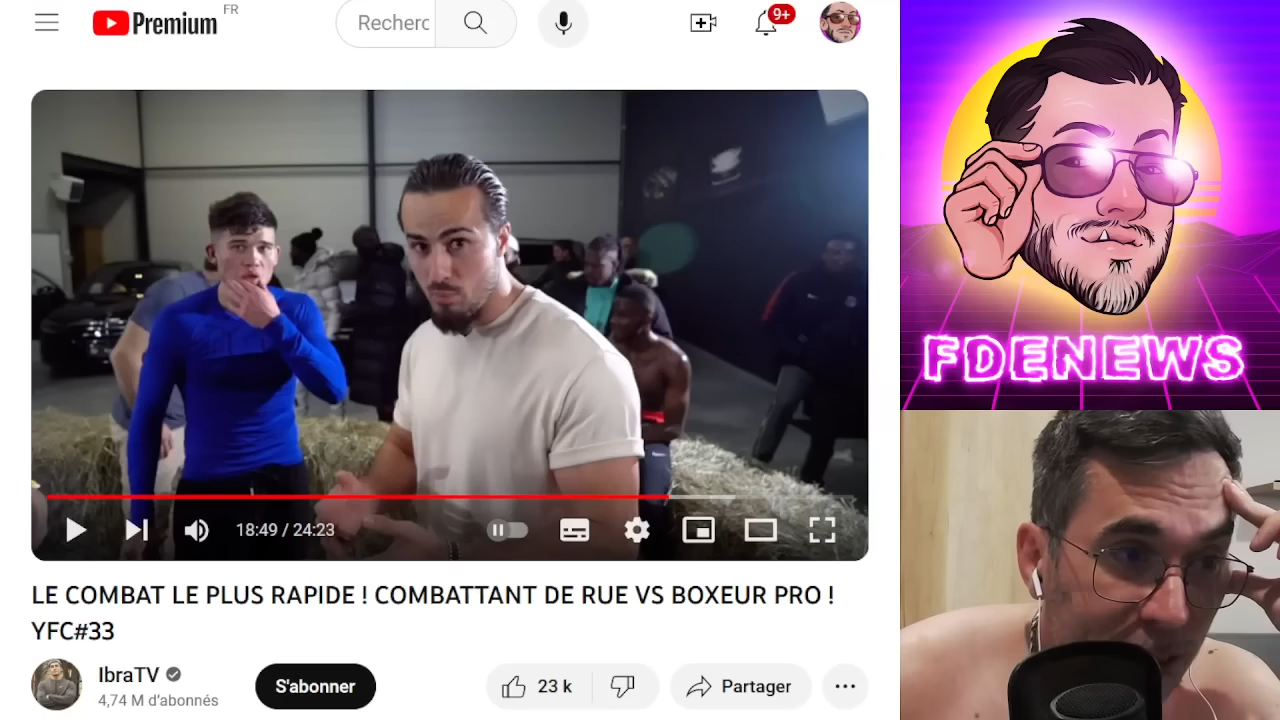 Premium FR
Recherc
9+
18:49 / 24:23
LE COMBAT LE PLUS RAPIDE ! COMBATTANT DE RUE VS BOXEUR PRO !
YFC#33
IbraTV
4,74 M d'abonnés
S'abonner
23 k
Partager
FDENEWS